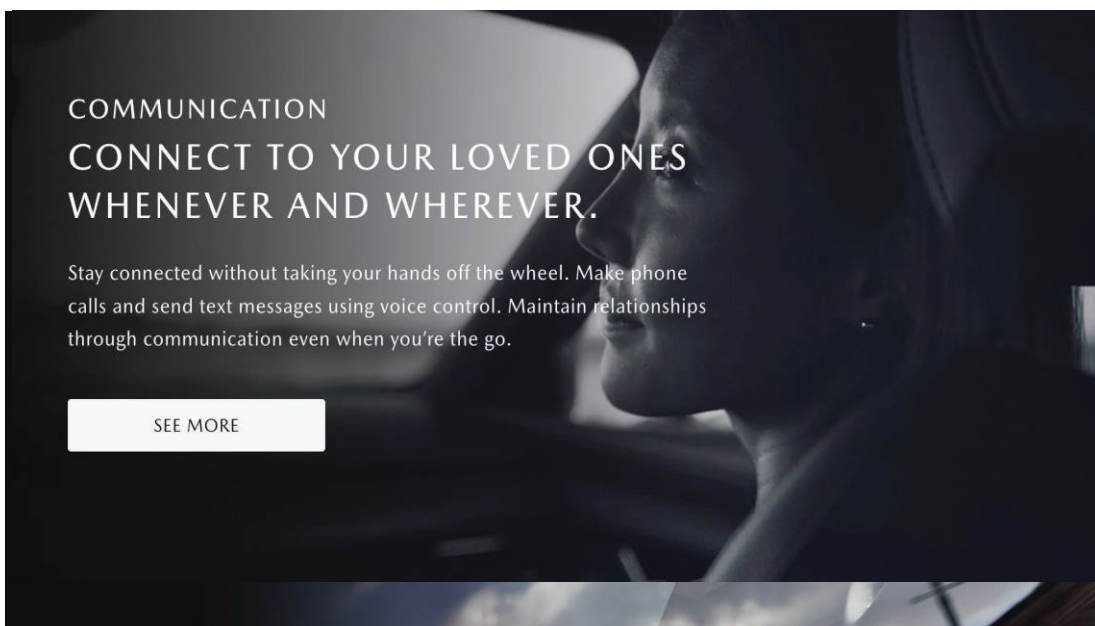 COMMUNICATION
CONNECT TO YOUR LOVED ONES
WHENEVER AND WHEREVER.
Stay connected without taking your hands off the wheel. Make phone
calls and send text messages using voice control. Maintain relationships
through communication even when you’re the go.
SEE MORE